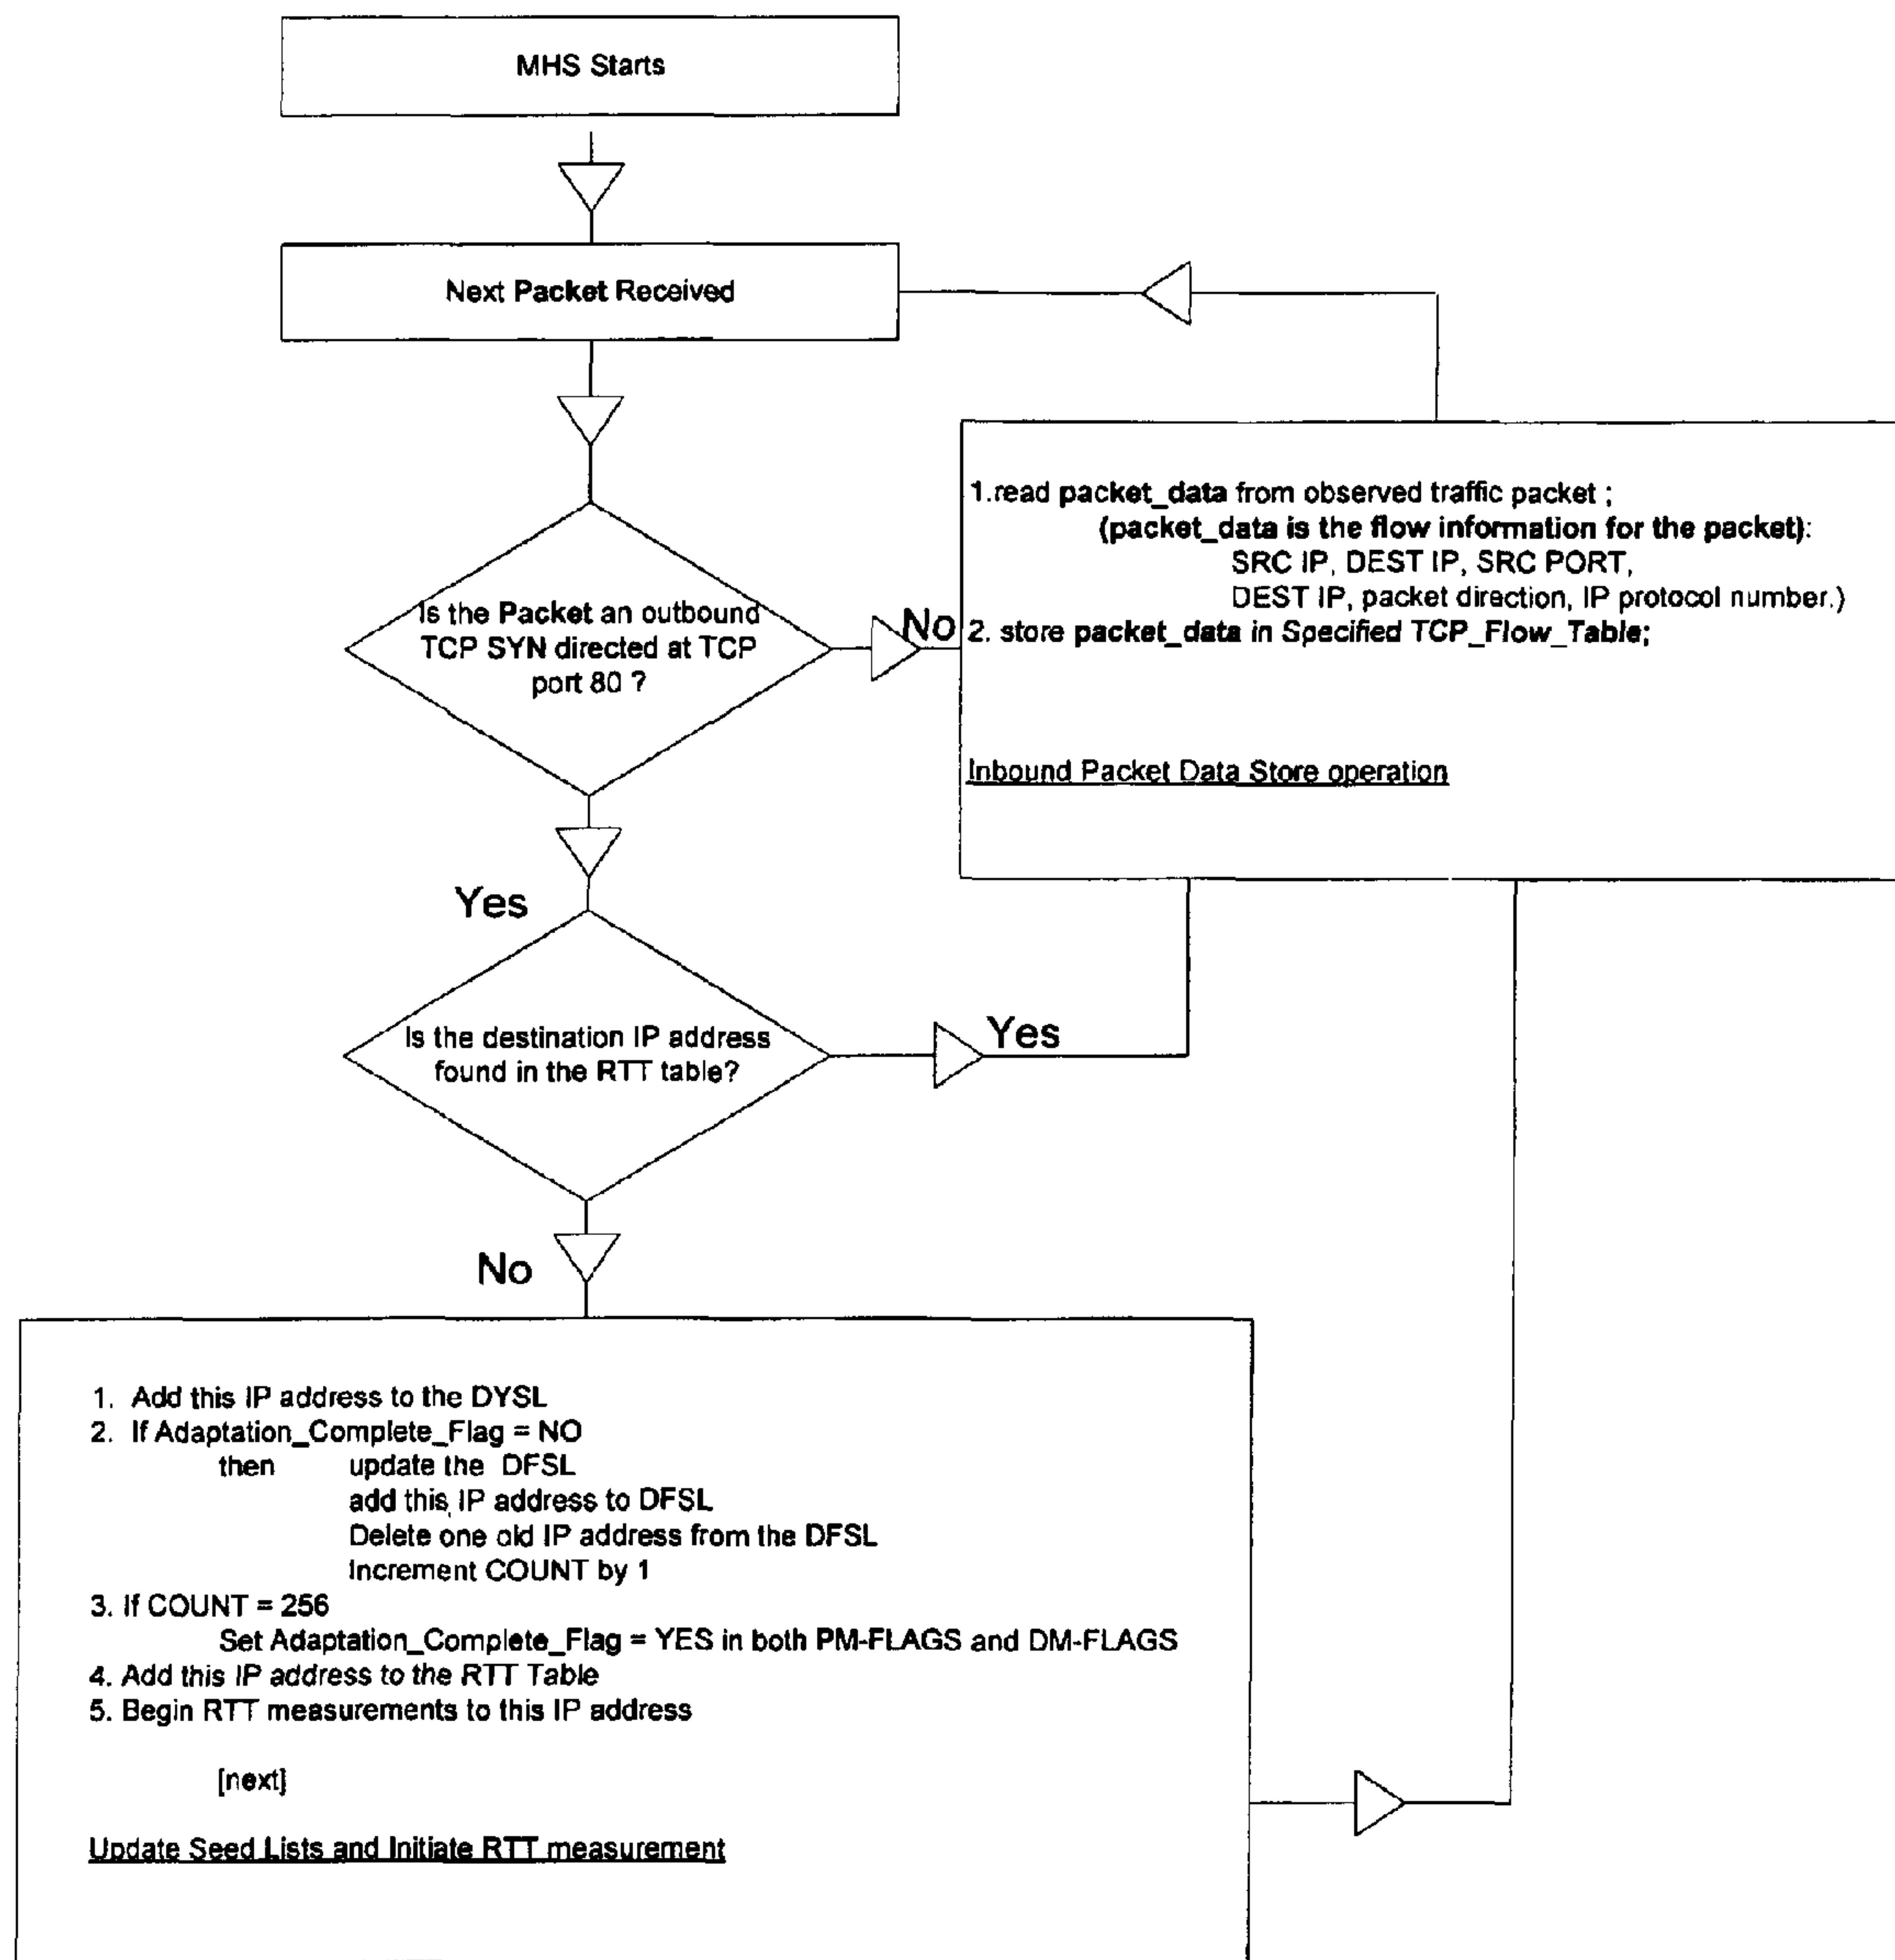 MHS Starts
Next Packet Received
Is the Packet an outbound
TCP SYN directed at TCP
port 80 ?
No
1.read packet_data from observed traffic packet ;
(packet_data is the flow information for the packet):
SRC IP, DEST IP, SRC PORT,
DEST IP, packet direction, IP protocol number.)
2. store packet_data in Specified TCP_Flow_Table;
Inbound Packet Data Store operation
Yes
Is the destination IP address
found in the RTT table?
Yes
No
1. Add this IP address to the DYSL
2. If Adaptation_Complete_Flag = NO
then update the DFSL
add this IP address to DFSL
Delete one old IP address from the DFSL
Increment COUNT by 1
3. If COUNT = 256
Set Adaptation_Complete_Flag = YES in both PM-FLAGS and DM-FLAGS
4. Add this IP address to the RTT Table
5. Begin RTT measurements to this IP address
[next]
Update Seed Lists and Initiate RTT measurement